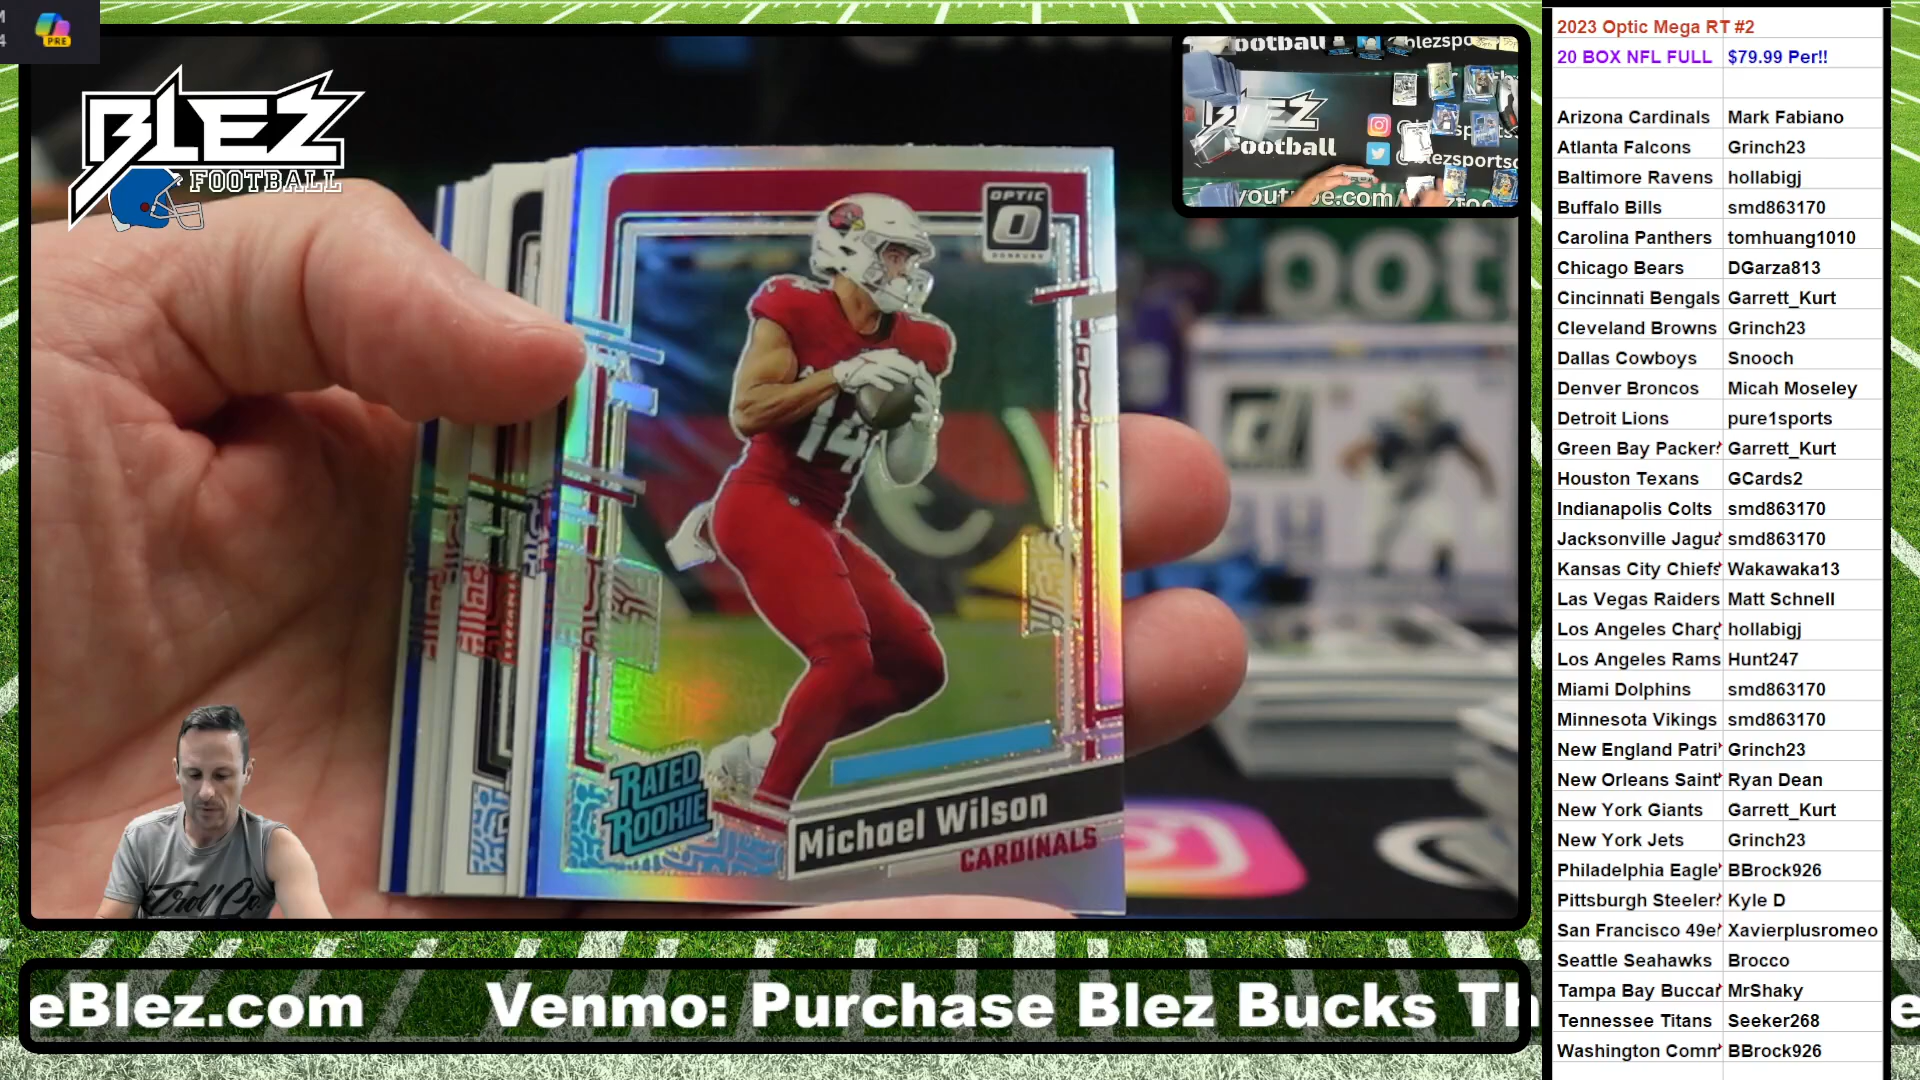 PRE
BLEZ
FOOTBALL
OPTIC
DONRUSS
14
RATED
ROOKIE
Michael Wilson
CARDINALS
BLEZ
Football
eBlez.com Venmo: Purchase Blez Bucks Th
2023 Optic Mega RT #2
20 BOX NFL FULL $79.99 Per!!
Arizona Cardinals Mark Fabiano
Atlanta Falcons Grinch23
Baltimore Ravens hollabigj
Buffalo Bills smd863170
Carolina Panthers tomhuang1010
Chicago Bears DGarza813
Cincinnati Bengals Garrett_Kurt
Cleveland Browns Grinch23
Dallas Cowboys Snooch
Denver Broncos Micah Moseley
Detroit Lions pure1sports
Green Bay Packer Garrett_Kurt
Houston Texans GCards2
Indianapolis Colts smd863170
Jacksonville Jagua smd863170
Kansas City Chiefs Wakawaka13
Las Vegas Raiders Matt Schnell
Los Angeles Charg hollabigj
Los Angeles Rams Hunt247
Miami Dolphins smd863170
Minnesota Vikings smd863170
New England Patri Grinch23
New Orleans Saint Ryan Dean
New York Giants Garrett_Kurt
New York Jets Grinch23
Philadelphia Eagle BBrock926
Pittsburgh Steeler Kyle D
San Francisco 49er Xavierplusromeo
Seattle Seahawks Brocco
Tampa Bay Buccar MrShaky
Tennessee Titans Seeker268
Washington Comm BBrock926